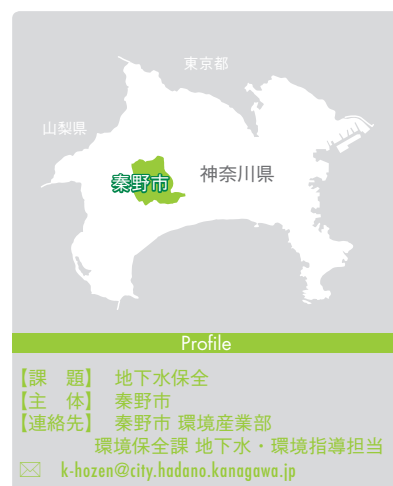 東京都
山梨県
神奈川県
秦野市
Profile
【課　題】　地下水保全
【主　体】　秦野市
【連絡先】　秦野市 環境産業部
環境保全課 地下水・環境指導担当
k-hozen@city.hadano.kanagawa.jp